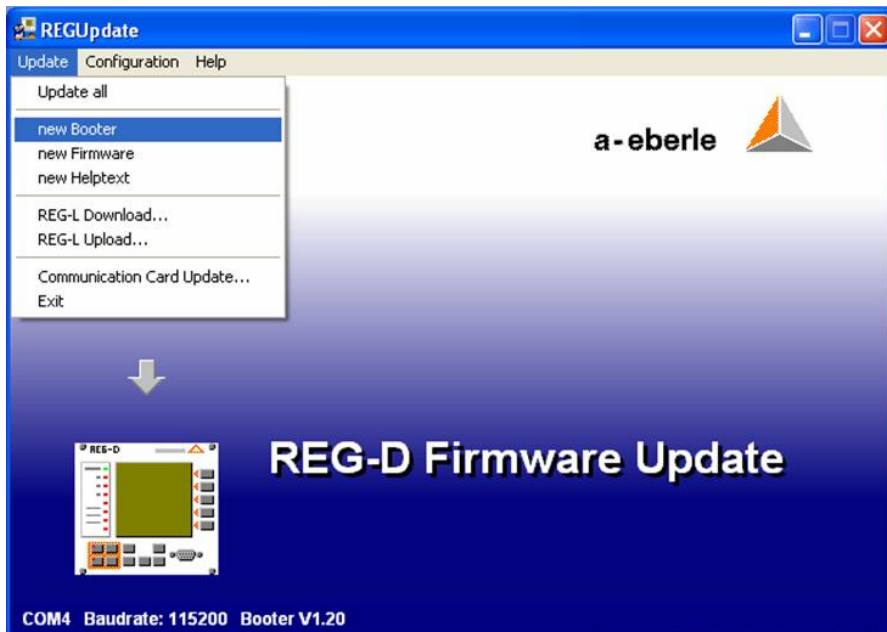 REGUpdate
Update Configuration Help
Update all
new Booter
new Firmware
new Helptext
REG-L Download...
REG-L Upload...
Communication Card Update...
Exit
a-eberle
REG-D
REG-D Firmware Update
COM4 Baudrate: 115200 Booter V1.20